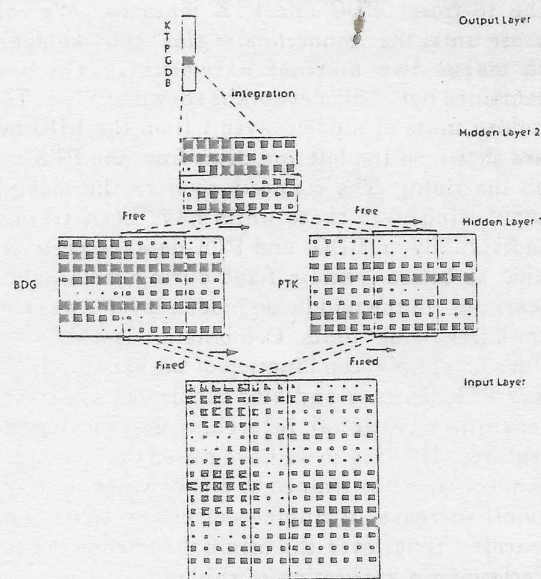 Output Layer
K
T
P
G
D
B
Integration
Hidden Layer 2
Free
Free
Hidden Layer 1
BDG
PTK
Fixed
Fixed
Input Layer